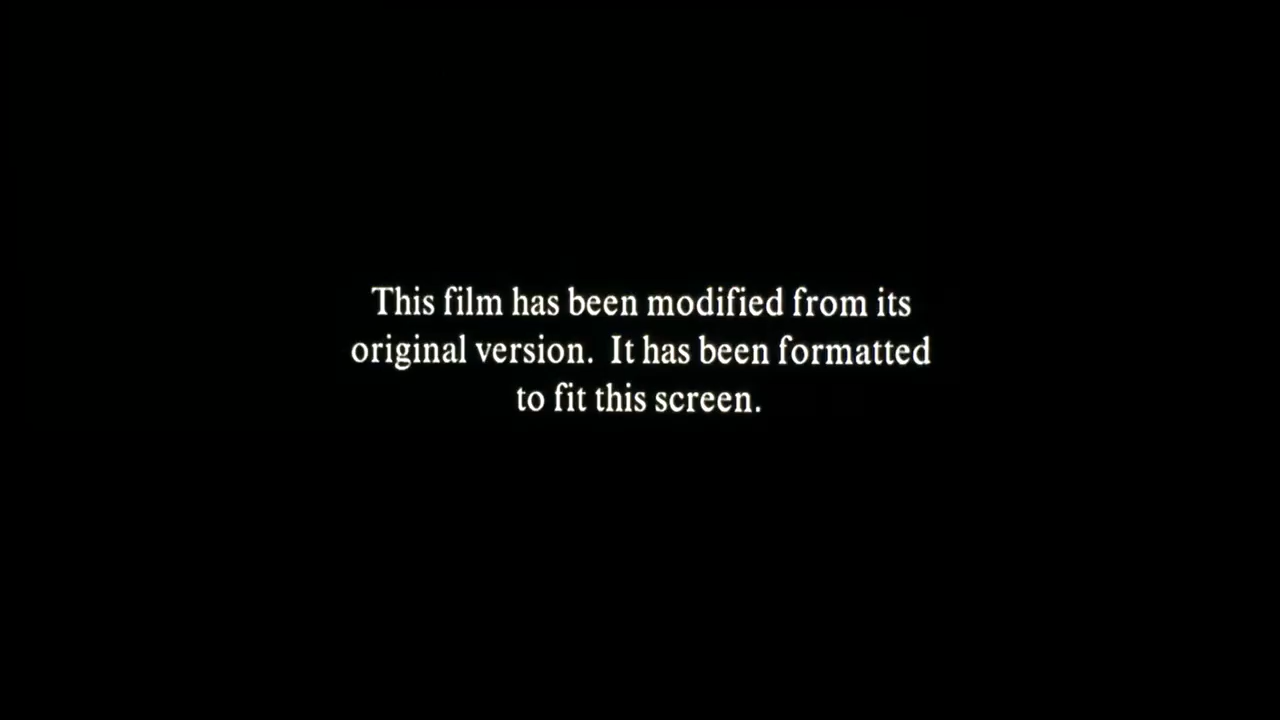 This film has been modified from its
original version.  It has been formatted
to fit this screen.